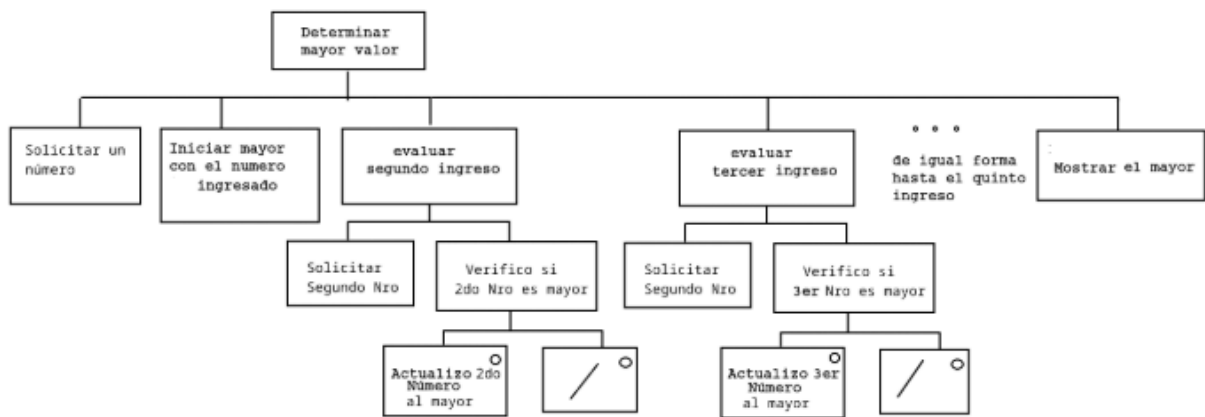 Determinar
mayor valor
Solicitar un
número
Iniciar mayor
con el numero
ingresado
evaluar
segundo ingreso
evaluar
tercer ingreso
de igual forma
hasta el quinto
ingreso
Mostrar el mayor
Solicitar
Segundo Nro
Verifico si
2do Nro es mayor
Solicitar
Segundo Nro
Verifico si
3er Nro es mayor
Actualizo 2do
Número
al mayor
Actualizo 3er
Número
al mayor